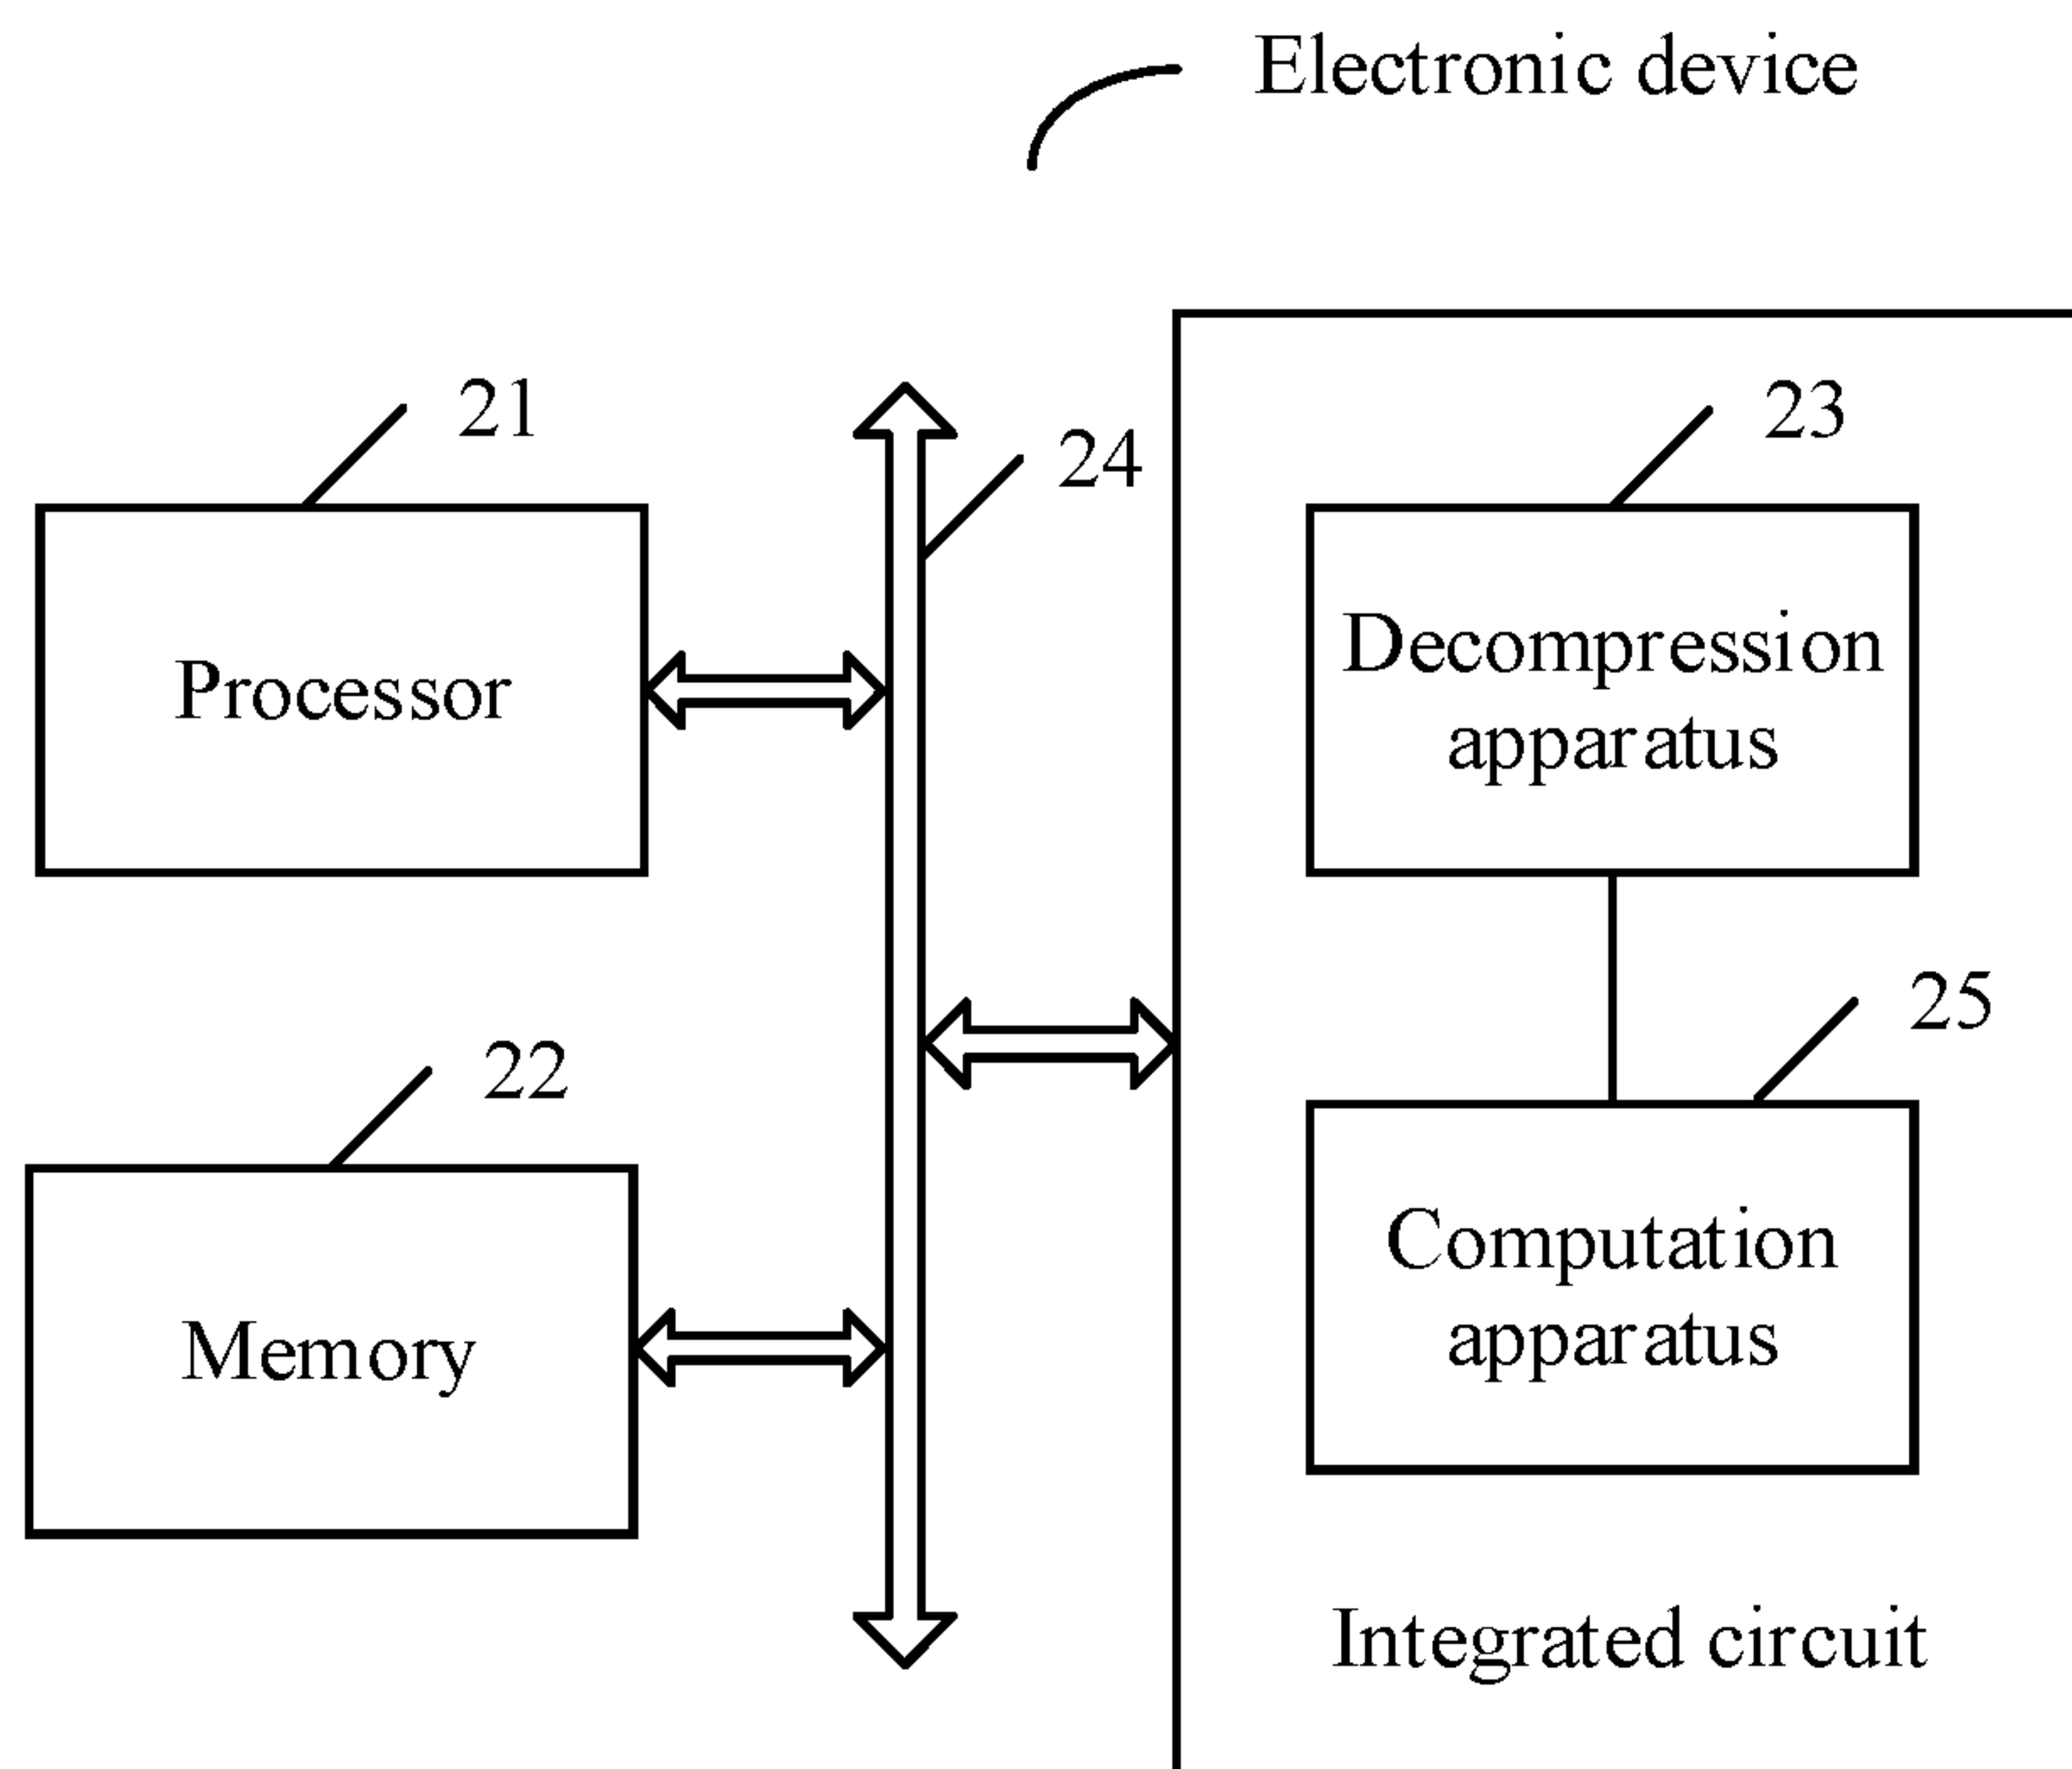 Electronic device
21
24
23
Processor
Decompression
apparatus
22
25
Memory
Computation
apparatus
Integrated circuit